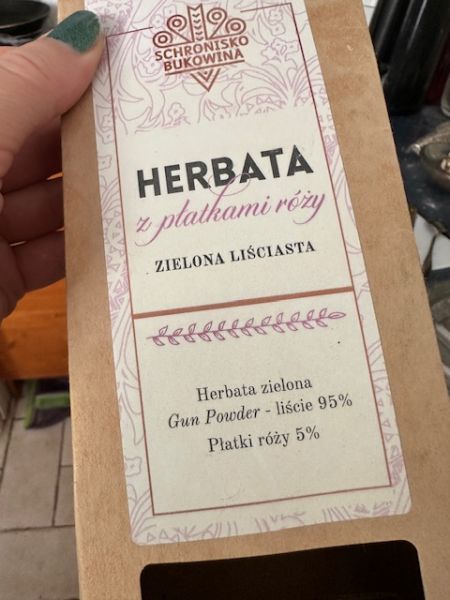 SCHRONISKO
BUKOWINA
HERBATA
z płatkami róży
ZIELONA LIŚCIASTA
Herbata zielona
Gun Powder - liście 95%
Płatki róży 5%